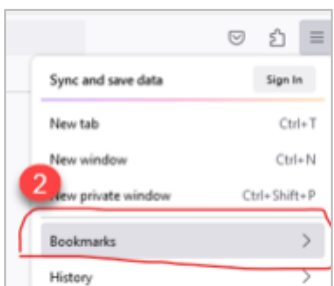 Sync and save data Sign In
New tab Ctrl+T
New window Ctrl+N
2
New private window Ctrl+Shift+P
Bookmarks >
History >